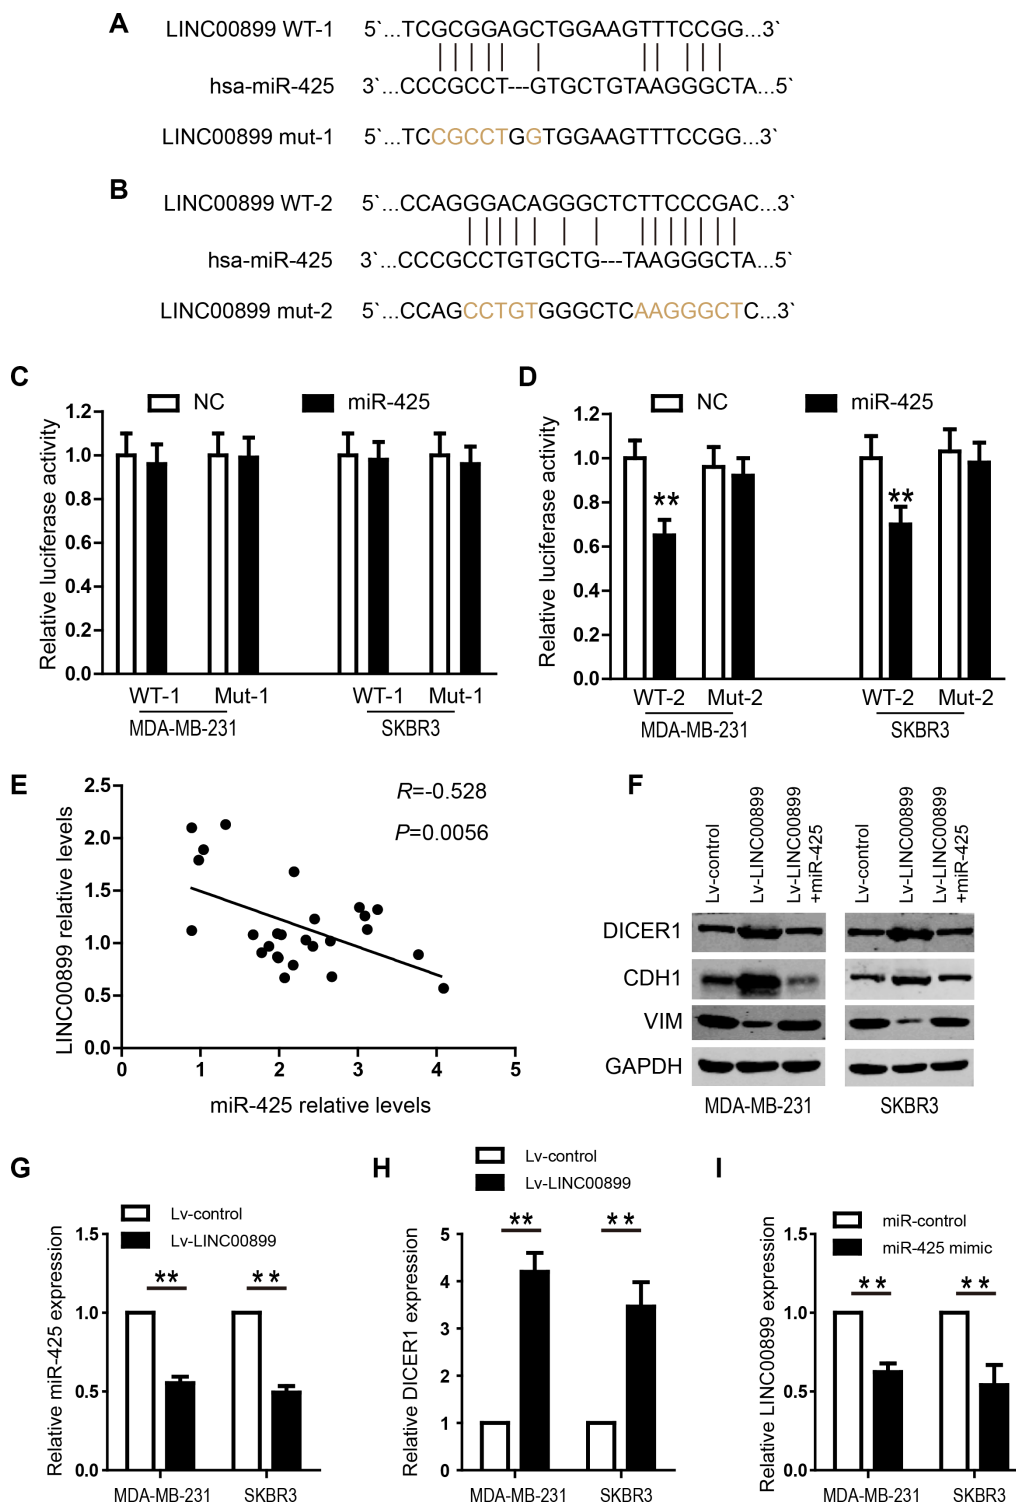 A
LINC00899 WT-1 5`...TCGCGGAGCTGGAAGTTTCCGG...3`
hsa-miR-425 3`...CCCGCCT---GTGCTGTAAGGGCTA...5`
LINC00899 mut-1 5`...TCCGCCTGGTGGAAGTTTCCGG...3`
B
LINC00899 WT-2 5`...CCAGGGACAGGGCTCTTCCCGAC...3`
hsa-miR-425 3`...CCCGCCTGTGCTG---TAAGGGCTA...5`
LINC00899 mut-2 5`...CCAGCCTGTGGGCTCAAGGGCTC...3`
C
NC miR-425
Relative luciferase activity
1.2
1.0
0.8
0.6
0.4
0.2
0.0
WT-1 Mut-1 WT-1 Mut-1
MDA-MB-231 SKBR3
D
NC miR-425
Relative luciferase activity
1.2
1.0
0.8
0.6
0.4
0.2
0.0
** **
WT-2 Mut-2 WT-2 Mut-2
MDA-MB-231 SKBR3
E
R=-0.528
P=0.0056
LINC00899 relative levels
2.5
2.0
1.5
1.0
0.5
0.0
0 1 2 3 4 5
miR-425 relative levels
F
Lv-control
Lv-LINC00899
Lv-LINC00899
+miR-425
Lv-control
Lv-LINC00899
Lv-LINC00899
+miR-425
DICER1
CDH1
VIM
GAPDH
MDA-MB-231 SKBR3
G
Lv-control
Lv-LINC00899
Relative miR-425 expression
1.5
1.0
0.5
0.0
** **
MDA-MB-231 SKBR3
H
Lv-control
Lv-LINC00899
Relative DICER1 expression
5
4
3
2
1
0
** **
MDA-MB-231 SKBR3
I
miR-control
miR-425 mimic
Relative LINC00899 expression
1.5
1.0
0.5
0.0
** **
MDA-MB-231 SKBR3